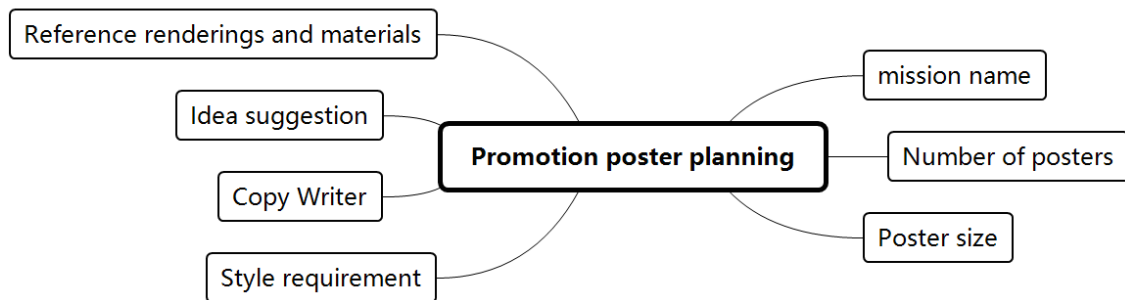 Reference renderings and materials
mission name
Idea suggestion
Promotion poster planning
Number of posters
Copy Writer
Poster size
Style requirement